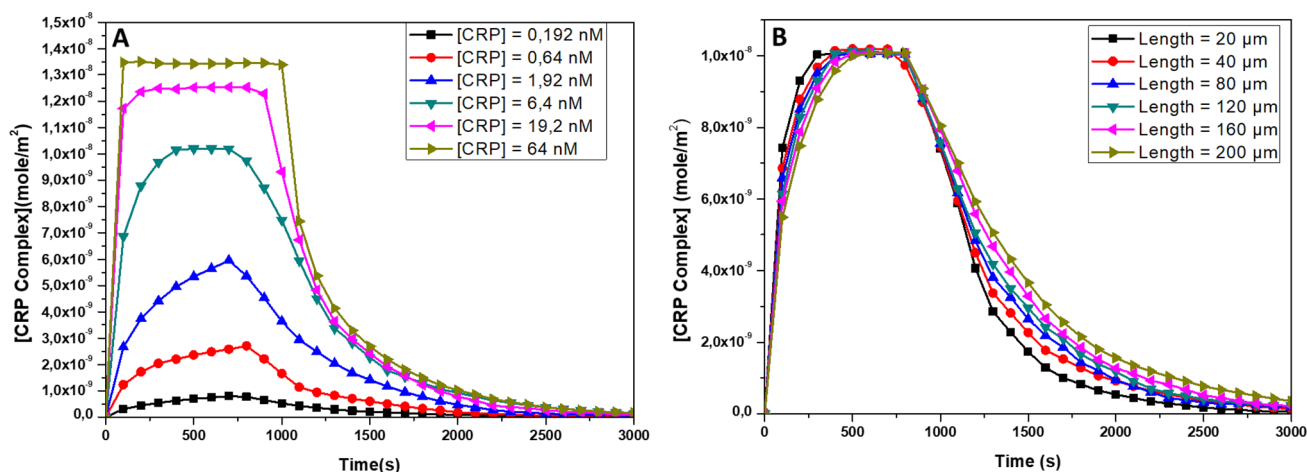 A
[CRP Complex](mole/m²)
1,5x10⁻⁸
1,4x10⁻⁸
1,3x10⁻⁸
1,2x10⁻⁸
1,1x10⁻⁸
1,0x10⁻⁸
9,0x10⁻⁹
8,0x10⁻⁹
7,0x10⁻⁹
6,0x10⁻⁹
5,0x10⁻⁹
4,0x10⁻⁹
3,0x10⁻⁹
2,0x10⁻⁹
1,0x10⁻⁹
0,0
[CRP] = 0,192 nM
[CRP] = 0,64 nM
[CRP] = 1,92 nM
[CRP] = 6,4 nM
[CRP] = 19,2 nM
[CRP] = 64 nM
0 500 1000 1500 2000 2500 3000
Time(s)
B
[CRP Complex] (mole/m²)
1,0x10⁻⁸
8,0x10⁻⁹
6,0x10⁻⁹
4,0x10⁻⁹
2,0x10⁻⁹
0,0
Length = 20 µm
Length = 40 µm
Length = 80 µm
Length = 120 µm
Length = 160 µm
Length = 200 µm
0 500 1000 1500 2000 2500 3000
Time (s)